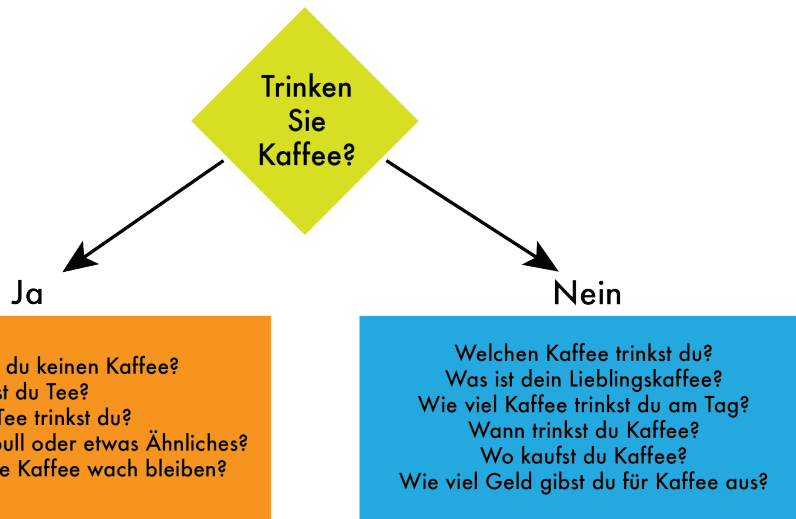 Trinken
Sie
Kaffee?
Ja
Nein
du keinen Kaffee?
du Tee?
Tee trinkst du?
oder etwas Ähnliches?
Kaffee wach bleiben?
Welchen Kaffee trinkst du?
Was ist dein Lieblingskaffee?
Wie viel Kaffee trinkst du am Tag?
Wann trinkst du Kaffee?
Wo kaufst du Kaffee?
Wie viel Geld gibst du für Kaffee aus?